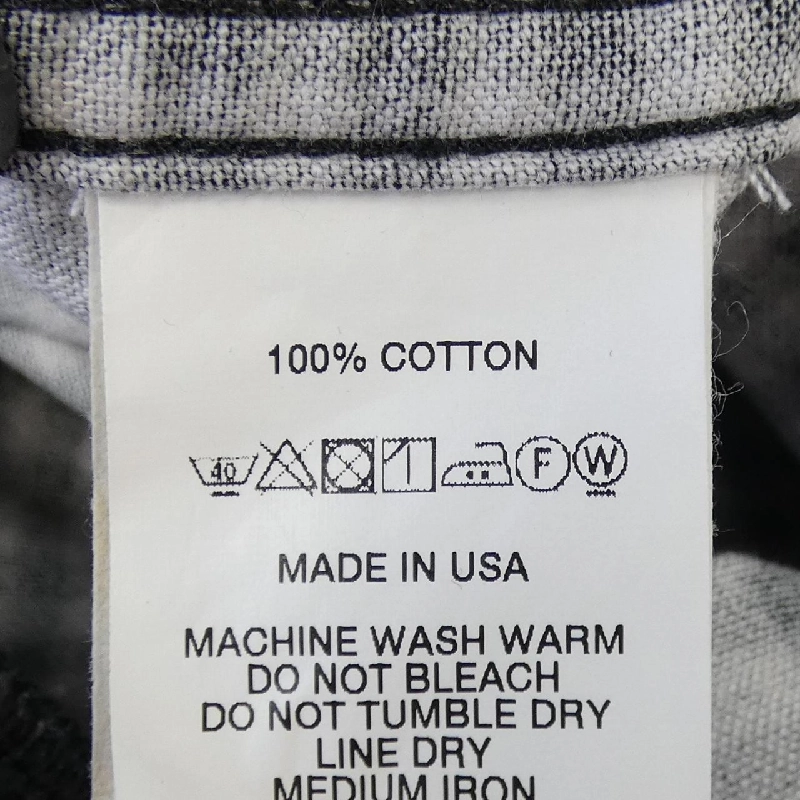 100% COTTON
40 F W
MADE IN USA
MACHINE WASH WARM
DO NOT BLEACH
DO NOT TUMBLE DRY
LINE DRY
MEDIUM IRON